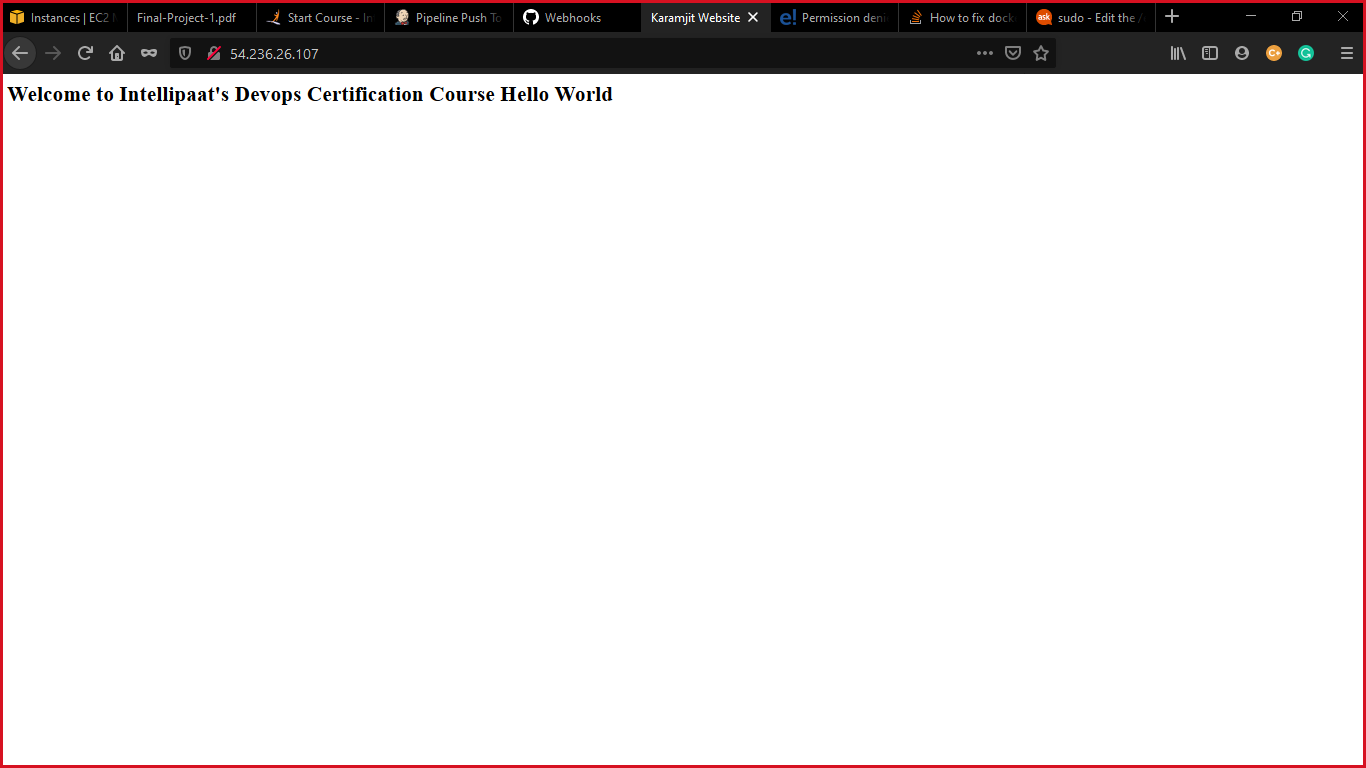 Instances | EC2 Final-Project-1.pdf Start Course - In Pipeline Push To Webhooks Karamjit Website Permission deni e! How to fix dock ask sudo - Edit the
54.236.26.107
Welcome to Intellipaat's Devops Certification Course Hello World